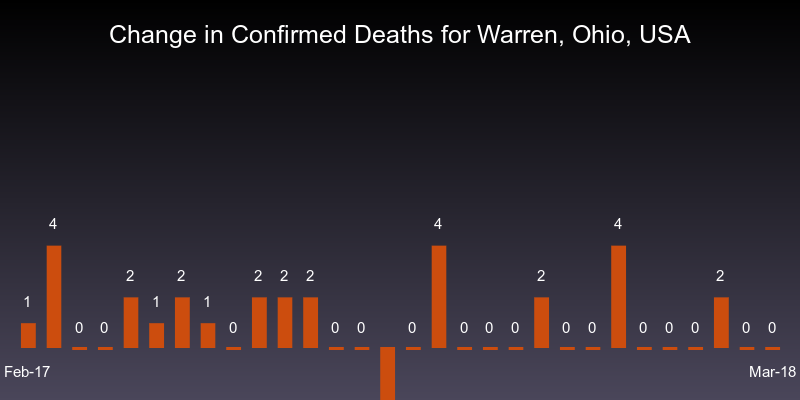 Change in Confirmed Deaths for Warren, Ohio, USA
1 4 0 0 2 1 2 1 0 2 2 2 0 0 0 4 0 0 0 2 0 0 4 0 0 0 2 0 0
Feb-17 Mar-18